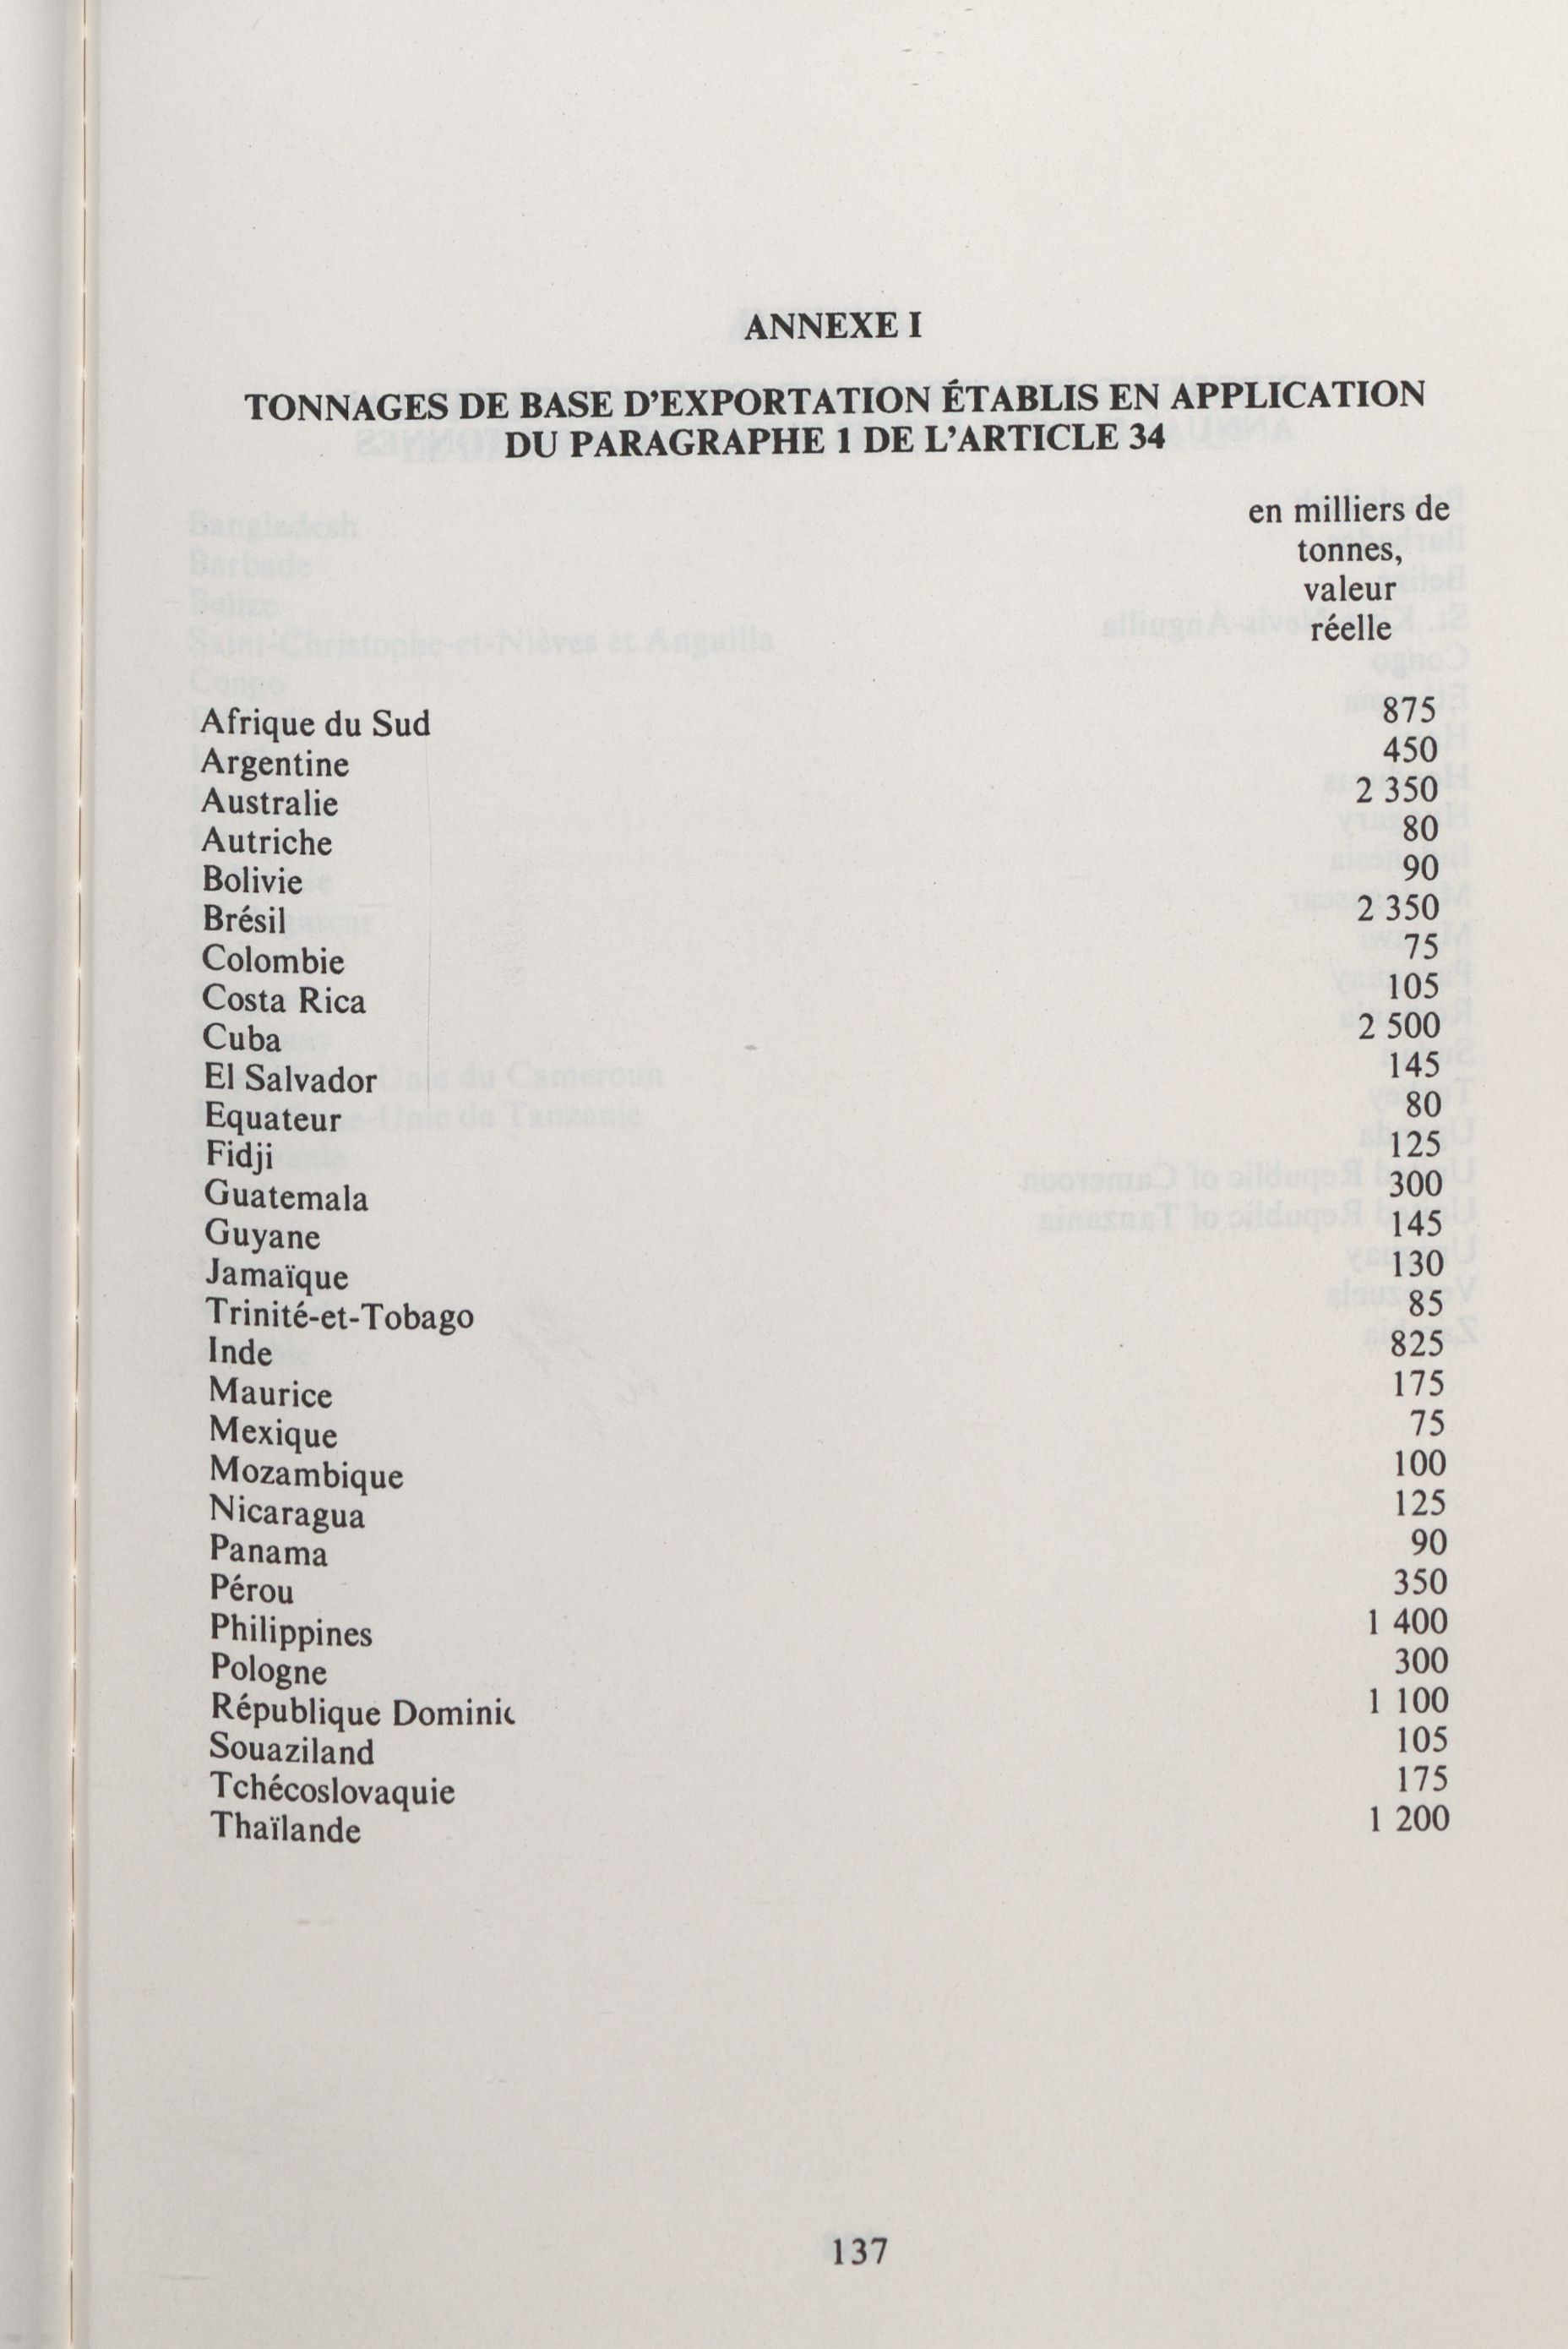 ANNEXE I
TONNAGES DE BASE D'EXPORTATION ÉTABLIS EN APPLICATION
DU PARAGRAPHE 1 DE L'ARTICLE 34
en milliers de
tonnes,
valeur
réelle
Afrique du Sud 875
Argentine 450
Australie 2 350
Autriche 80
Bolivie 90
Brésil 2 350
Colombie 75
Costa Rica 105
Cuba 2 500
El Salvador 145
Equateur 80
Fidji 125
Guatemala 300
Guyane 145
Jamaïque 130
Trinité-et-Tobago 85
Inde 825
Maurice 175
Mexique 75
Mozambique 100
Nicaragua 125
Panama 90
Pérou 350
Philippines 1 400
Pologne 300
République Dominic 1 100
Souaziland 105
Tchécoslovaquie 175
Thaïlande 1 200
137